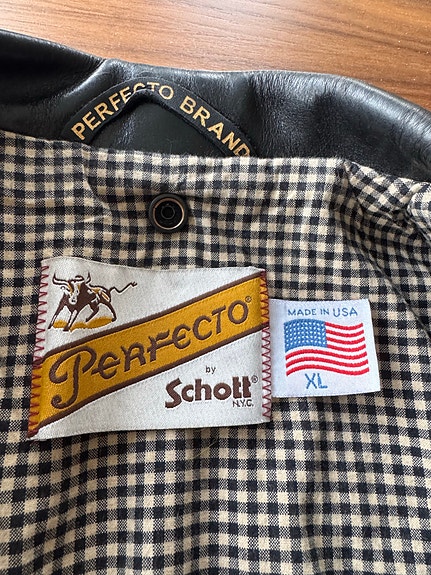 PERFECTO BRAND
PERFECTO®
by
Schott®
N.Y.C.
MADE IN USA
XL